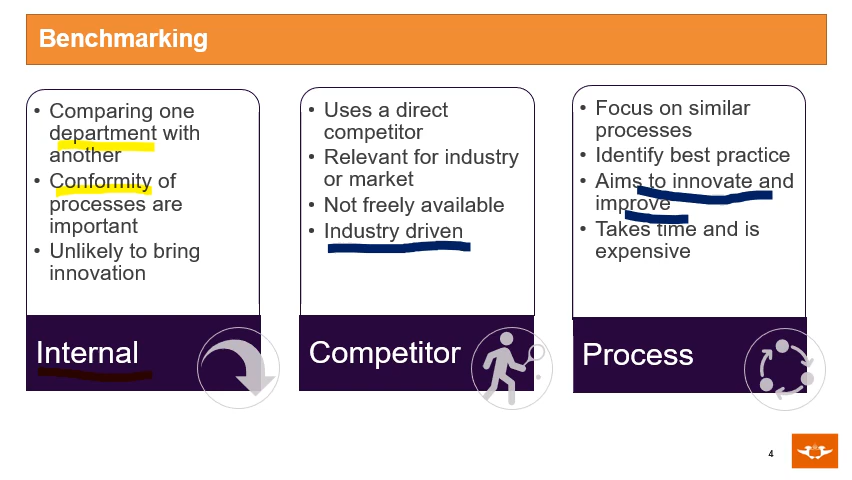 Benchmarking
• Comparing one
department with
another
• Conformity of
processes are
important
• Unlikely to bring
innovation
Internal
• Uses a direct
competitor
• Relevant for industry
or market
• Not freely available
• Industry driven
Competitor
• Focus on similar
processes
• Identify best practice
• Aims to innovate and
improve
• Takes time and is
expensive
Process
4